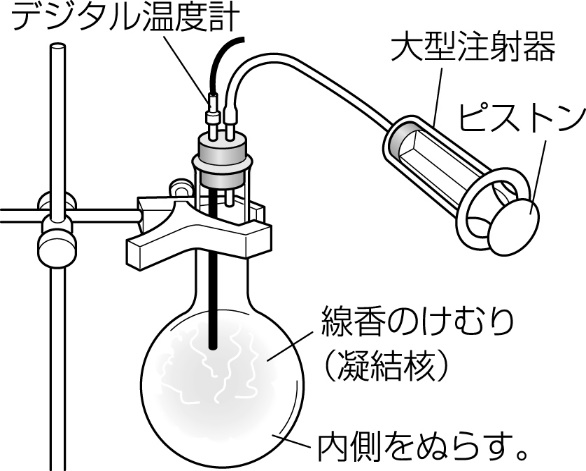 デジタル温度計
大型注射器
ピストン
線香のけむり
（凝結核）
内側をぬらす。